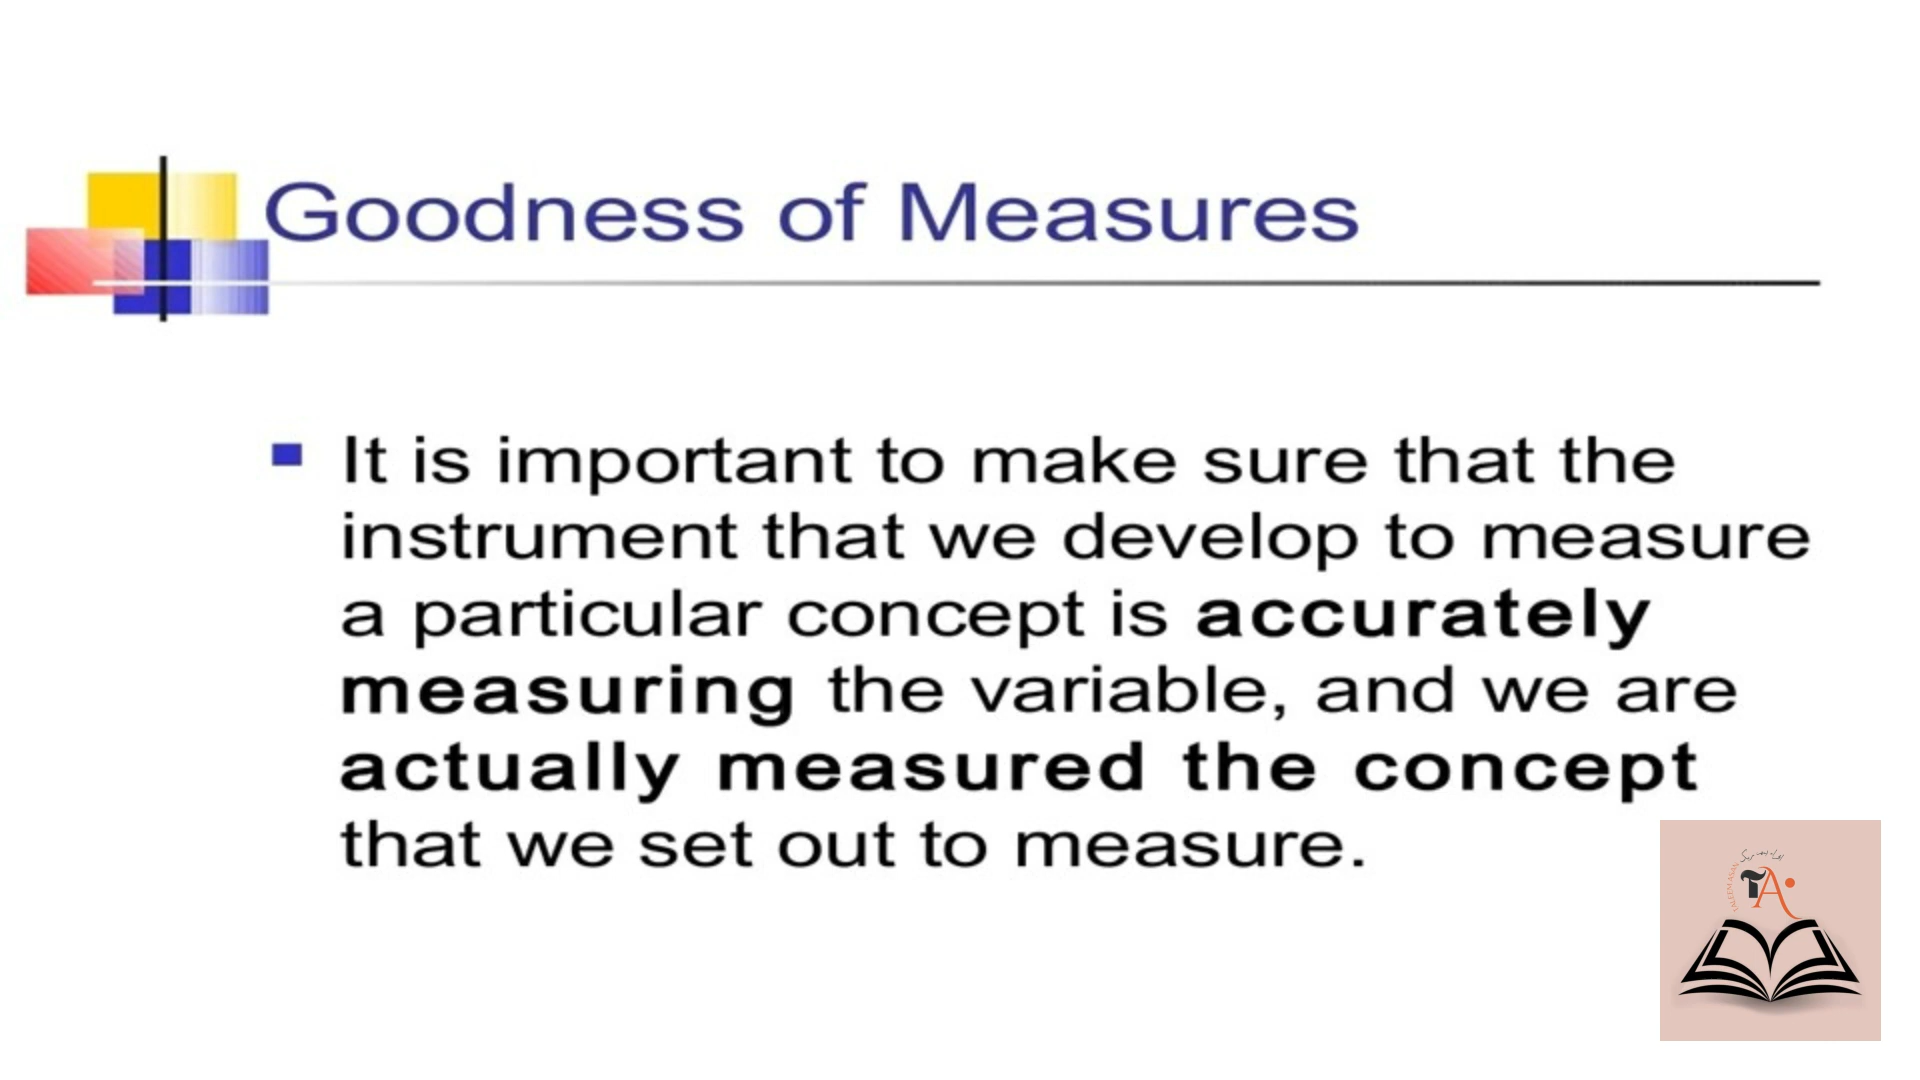 Goodness of Measures
It is important to make sure that the
instrument that we develop to measure
a particular concept is accurately
measuring the variable, and we are
actually measured the concept
that we set out to measure.
TA